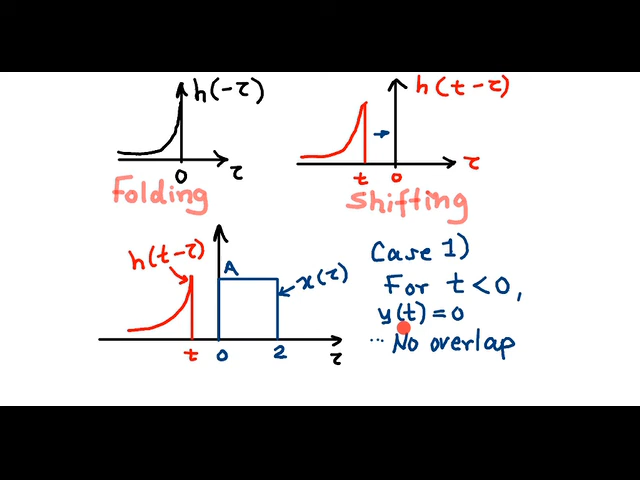 h(-τ)
0
τ
Folding
h(t-τ)
t
0
τ
Shifting
h(t-τ)
A
x(τ)
t
0
2
τ
Case 1)
For t < 0,
y(t) = 0
... No overlap